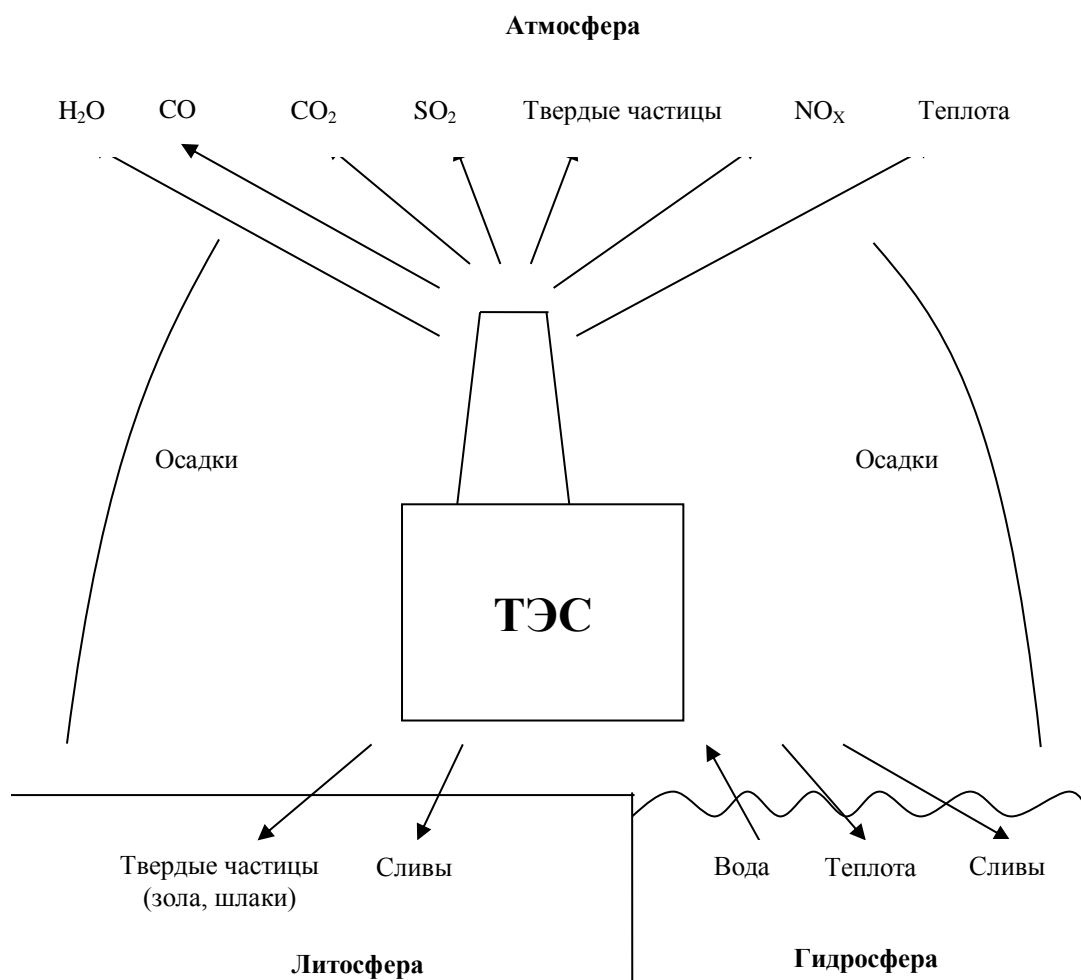 Атмосфера
H₂O CO CO₂ SO₂ Твердые частицы NOₓ Теплота
Осадки Осадки
ТЭС
Твердые частицы Сливы Вода Теплота Сливы
(зола, шлаки)
Литосфера Гидросфера